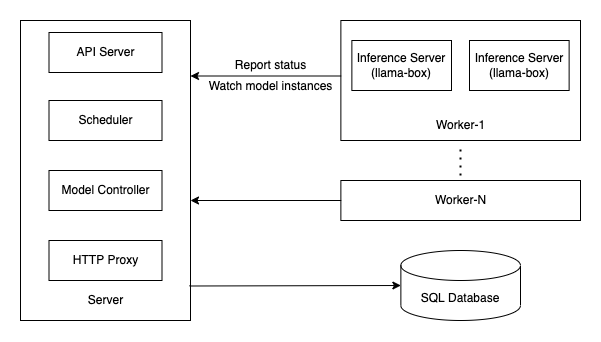 API Server
Scheduler
Model Controller
HTTP Proxy
Server
Report status
Watch model instances
Inference Server
(llama-box)
Inference Server
(llama-box)
Worker-1
Worker-N
SQL Database